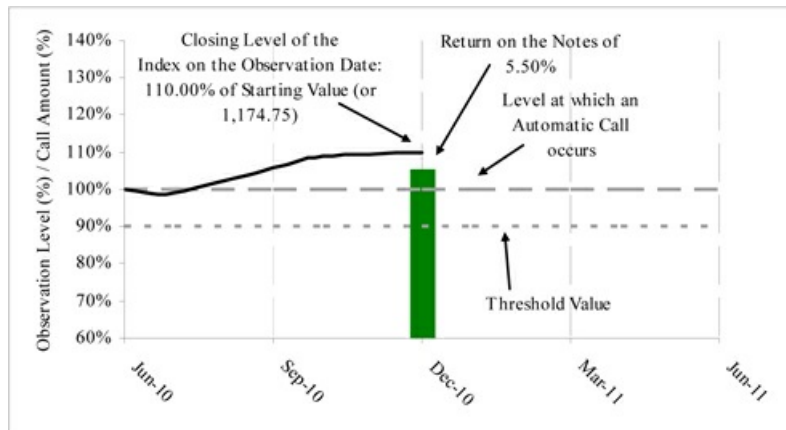 Observation Level (%) / Call Amount (%)
140%
130%
120%
110%
100%
90%
80%
70%
60%
Closing Level of the
Index on the Observation Date:
110.00% of Starting Value (or
1,174.75)
Return on the Notes of
5.50%
Level at which an
Automatic Call
occurs
Threshold Value
Jun-10
Sep-10
Dec-10
Mar-11
Jun-11